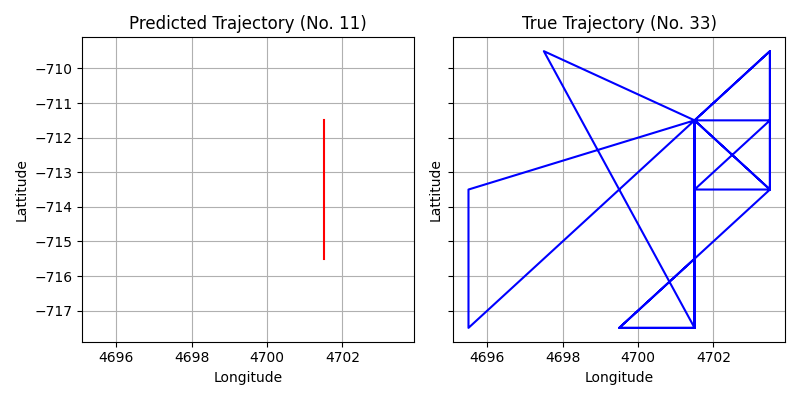 Predicted Trajectory (No. 11)
True Trajectory (No. 33)
−710
−711
−712
−713
−714
−715
−716
−717
Lattitude
Lattitude
4696
4698
4700
4702
4696
4698
4700
4702
Longitude
Longitude